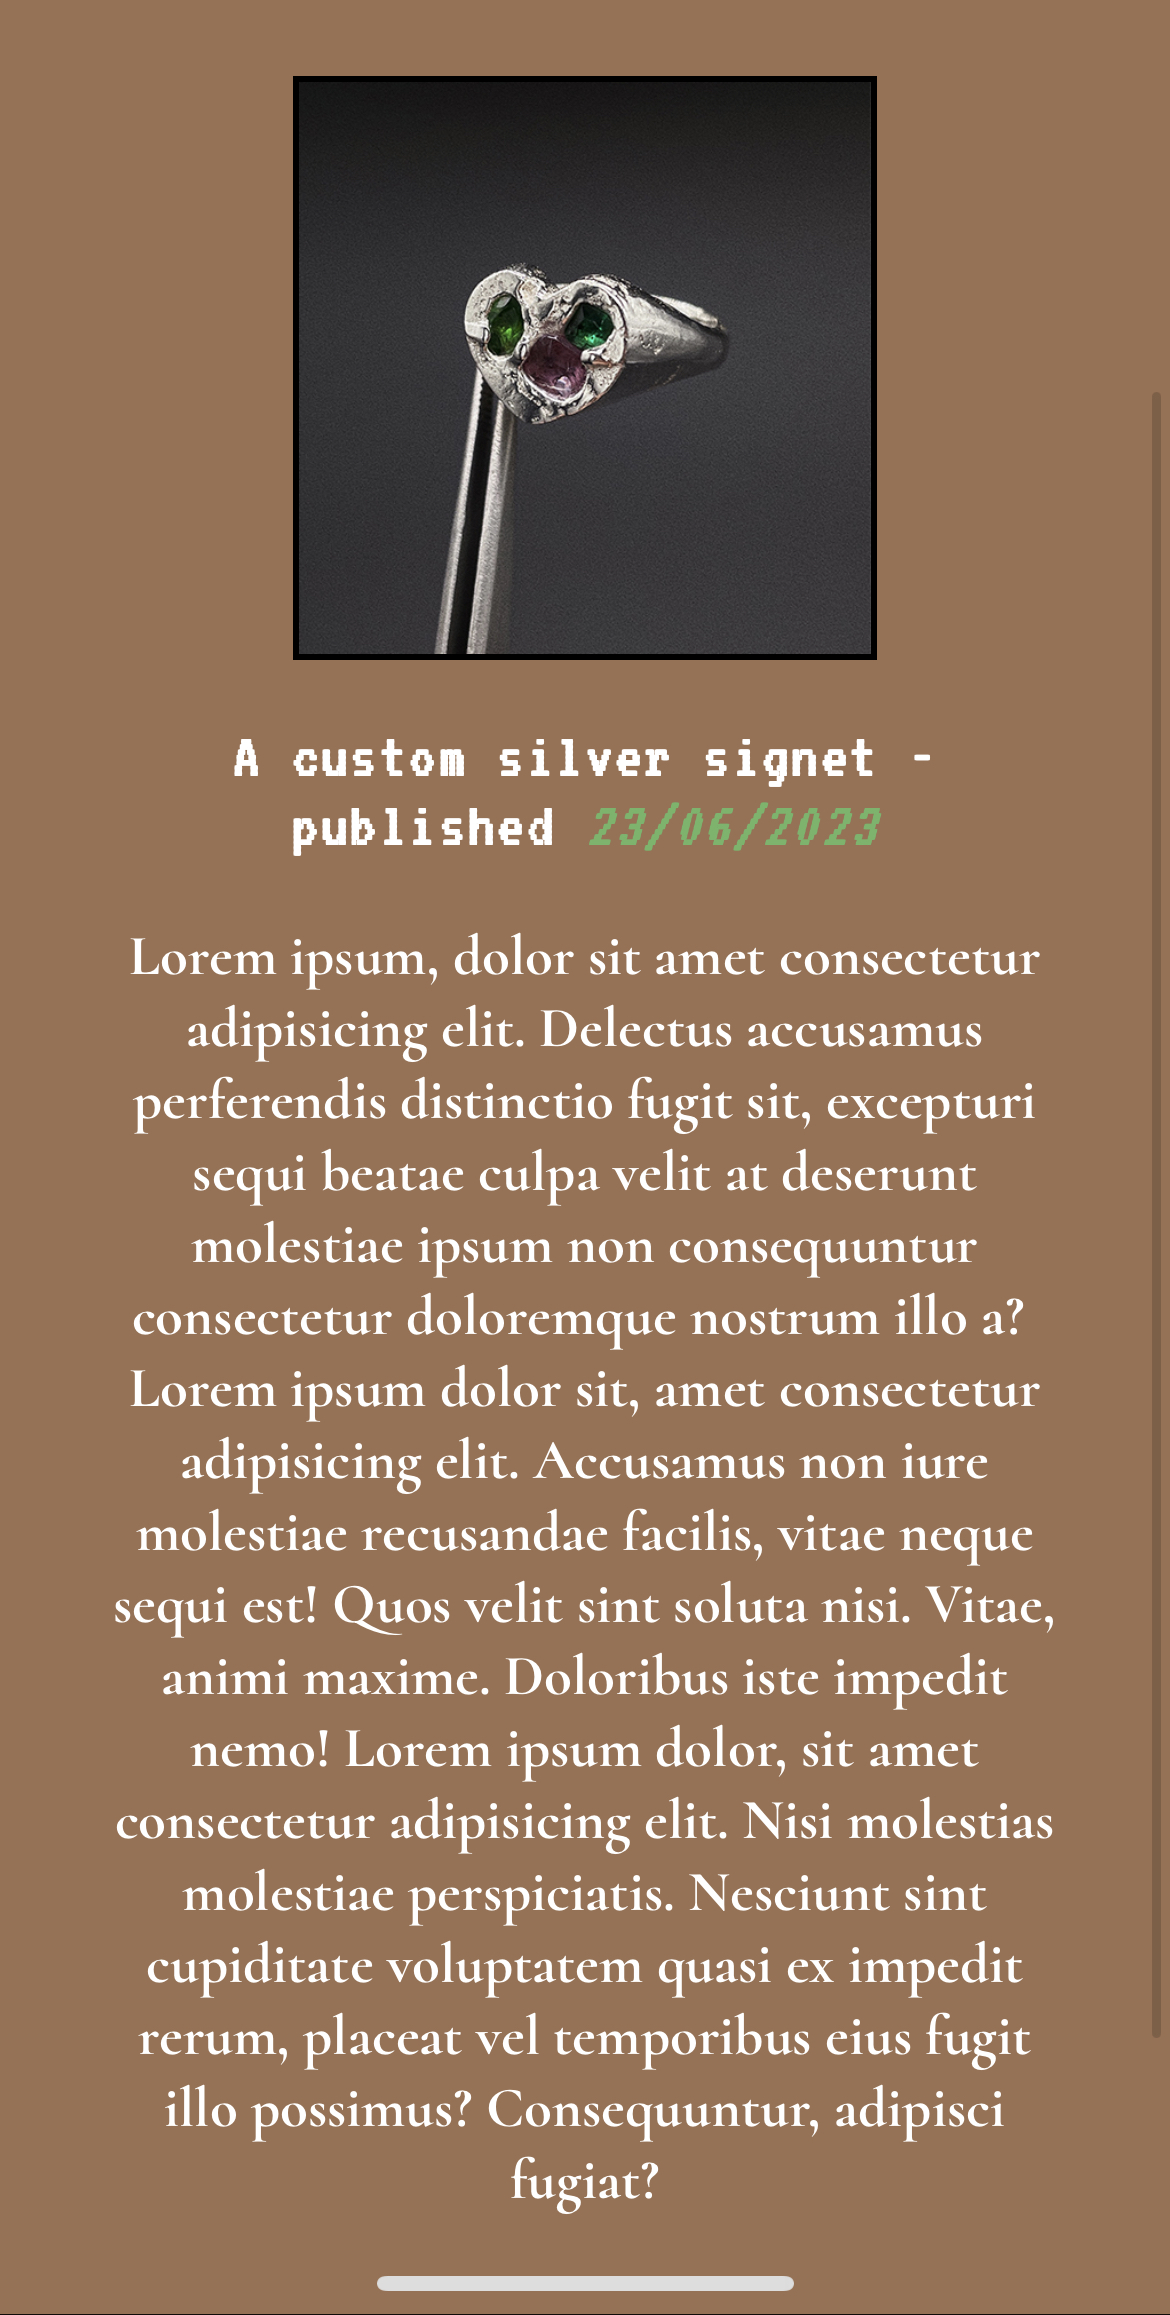 A custom silver signet -
published 23/06/2023
Lorem ipsum, dolor sit amet consectetur
adipisicing elit. Delectus accusamus
perferendis distinctio fugit sit, excepturi
sequi beatae culpa velit at deserunt
molestiae ipsum non consequuntur
consectetur doloremque nostrum illo a?
Lorem ipsum dolor sit, amet consectetur
adipisicing elit. Accusamus non iure
molestiae recusandae facilis, vitae neque
sequi est! Quos velit sint soluta nisi. Vitae,
animi maxime. Doloribus iste impedit
nemo! Lorem ipsum dolor, sit amet
consectetur adipisicing elit. Nisi molestias
molestiae perspiciatis. Nesciunt sint
cupiditate voluptatem quasi ex impedit
rerum, placeat vel temporibus eius fugit
illo possimus? Consequuntur, adipisci
fugiat?